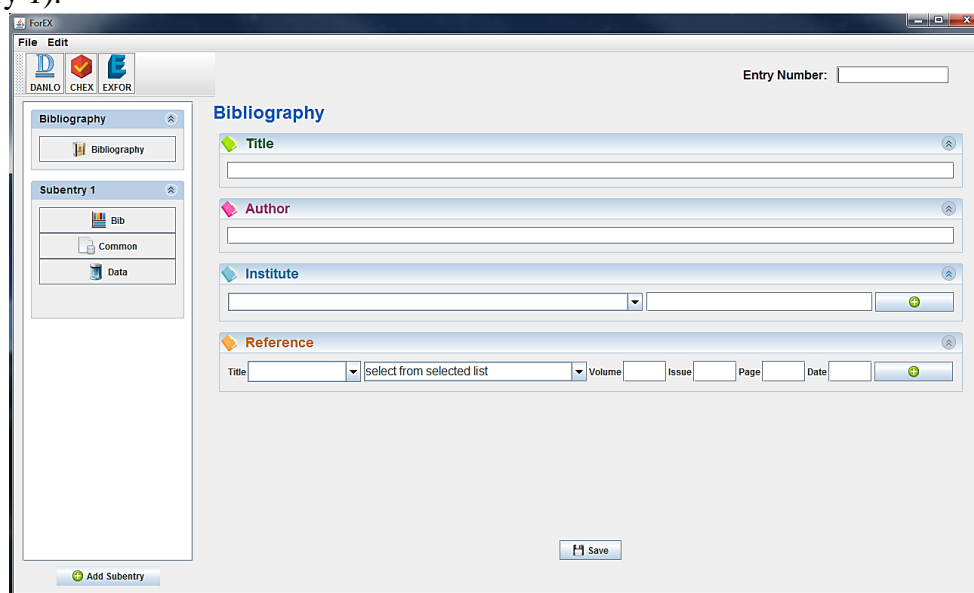 y 1).
ForEX
File Edit
DANLO CHEX EXFOR
Entry Number:
Bibliography
Bibliography
Subentry 1
Bib
Common
Data
Add Subentry
Bibliography
Title
Author
Institute
Reference
Title select from selected list Volume Issue Page Date
Save